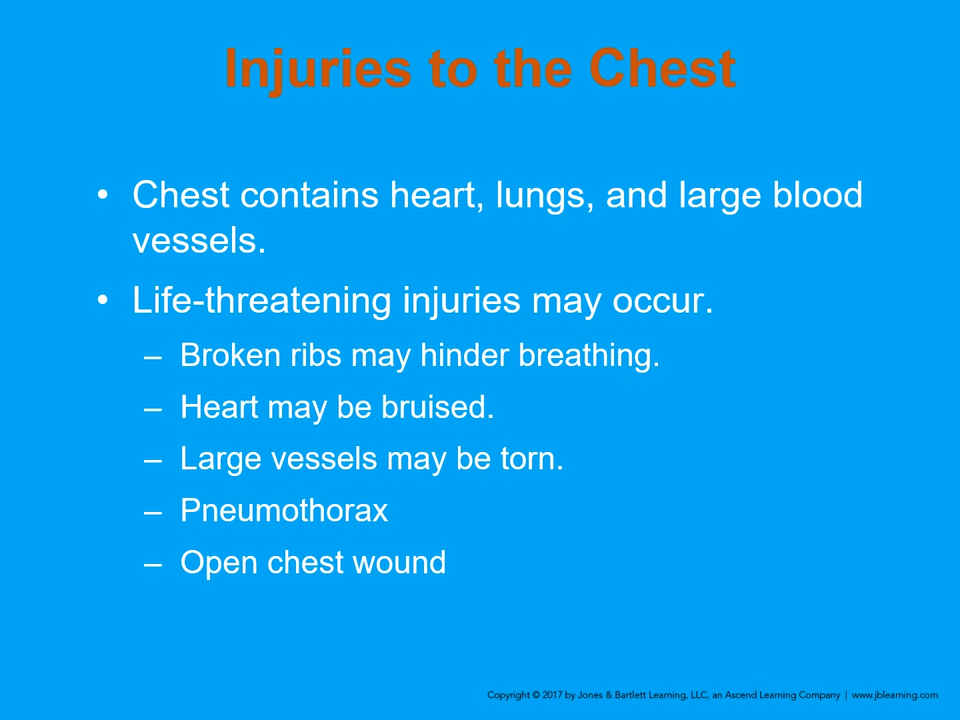 Injuries to the Chest
• Chest contains heart, lungs, and large blood
vessels.
• Life-threatening injuries may occur.
– Broken ribs may hinder breathing.
– Heart may be bruised.
– Large vessels may be torn.
– Pneumothorax
– Open chest wound
Copyright © 2017 by Jones & Bartlett Learning, LLC, an Ascend Learning Company | www.jblearning.com